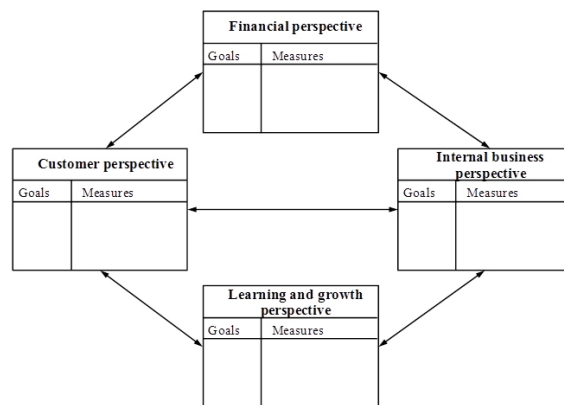 Financial perspective
Goals Measures
Customer perspective
Goals Measures
Internal business
perspective
Goals Measures
Learning and growth
perspective
Goals Measures